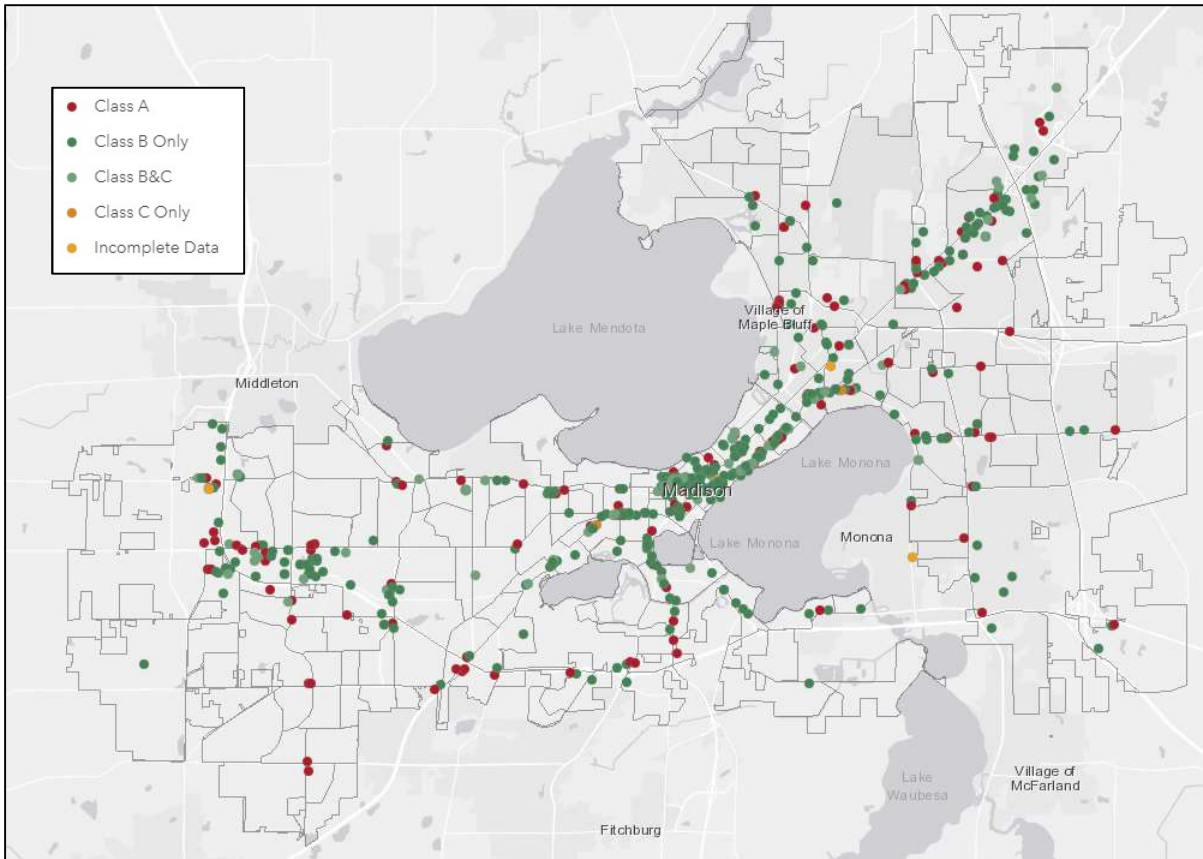 Class A
Class B Only
Class B&C
Class C Only
Incomplete Data
Lake Mendota
Village of
Maple Bluff
Middleton
Lake Monona
Madison
Lake Monona
Monona
Lake
Waubesa
Village of
McFarland
Fitchburg